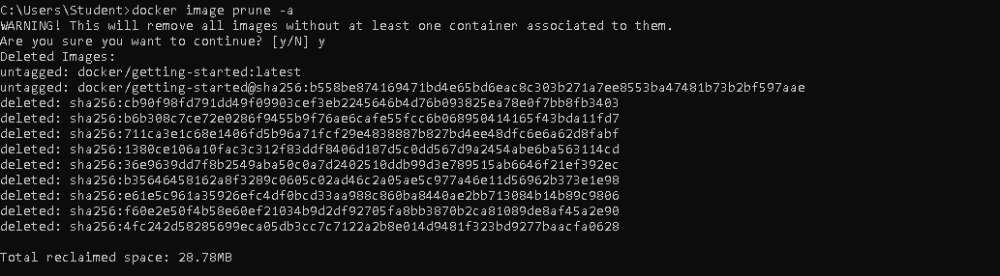 C:\Users\Student>docker image prune -a
WARNING! This will remove all images without at least one container associated to them.
Are you sure you want to continue? [y/N] y
Deleted Images:
untagged: docker/getting-started:latest
untagged: docker/getting-started@sha256:b558be874169471bd4e65bd6eac8c303b271a7ee8553ba47481b73b2bf597aae
deleted: sha256:cb90f98fd791dd49f09903cef3eb2245646b4d76b093825ea78e0f7bb8fb3403
deleted: sha256:b6b308c7ce72e0286f9455b9f76ae6cafe55fcc6b068950414165f43bda11fd7
deleted: sha256:711ca3e1c68e1406fd5b96a71fcf29e4838887b827bd4ee48dfc6e6a62d8fabf
deleted: sha256:1380ce106a10fac3c312f83ddf8406d187d5c0dd567d9a2454abe6ba563114cd
deleted: sha256:36e9639dd7f8b2549aba50c0a7d2402510ddb99d3e789515ab6646f21ef392ec
deleted: sha256:b35646458162a8f3289c0605c02ad46c2a05ae5c977a46e11d56962b373e1e98
deleted: sha256:e61e5c961a35926efc4df0bcd33aa988c860ba8440ae2bb713084b14b89c9806
deleted: sha256:f60e2e50f4b58e60ef21034b9d2df92705fa8bb3870b2ca81089de8af45a2e90
deleted: sha256:4fc242d58285699eca05db3cc7c7122a2b8e014d9481f323bd9277baacfa0628
Total reclaimed space: 28.78MB